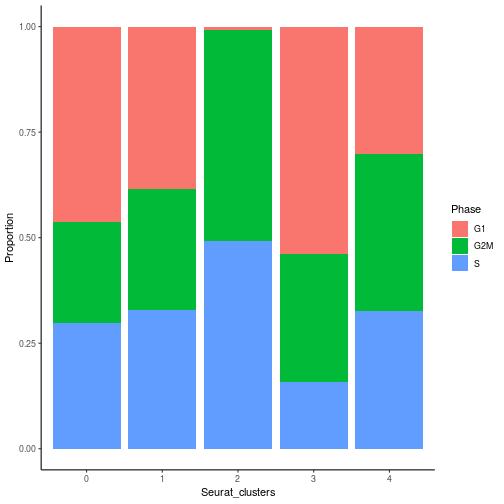 1.00
0.75
0.50
0.25
0.00
Proportion
0 1 2 3 4
Seurat_clusters
Phase
G1
G2M
S